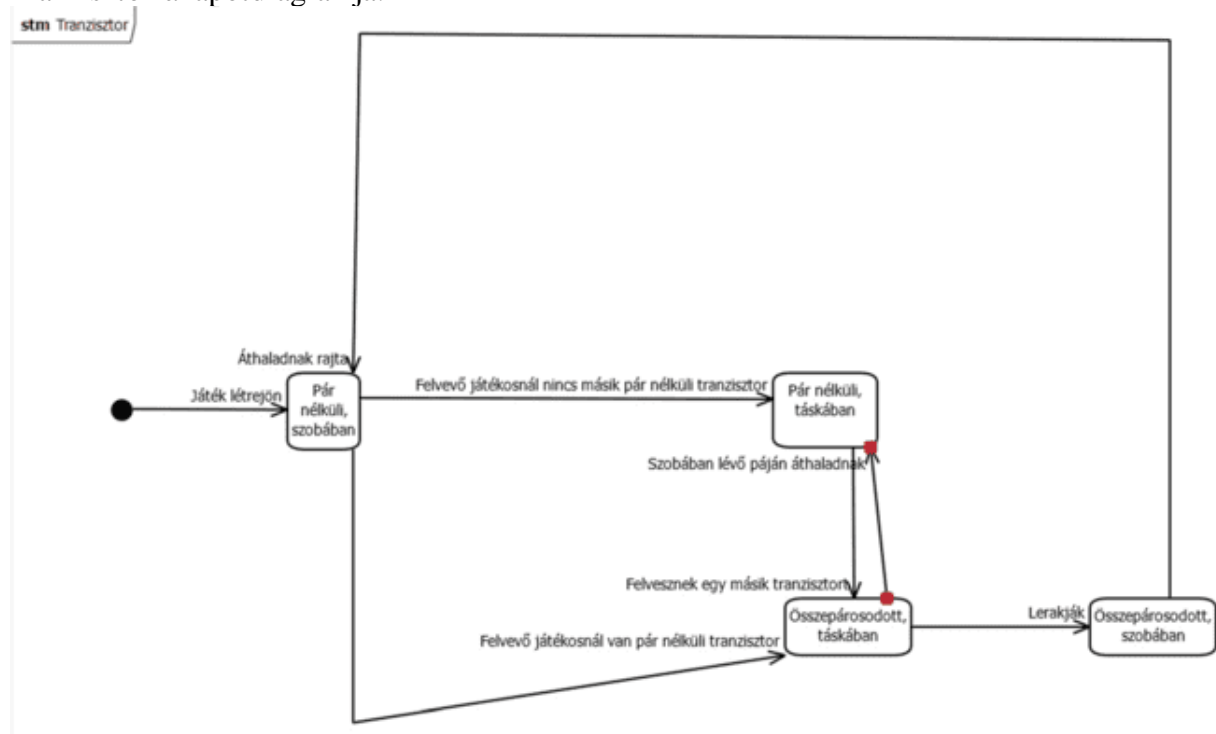 stm Tranzisztor
Áthaladnak rajta
Játék létrejön
Pár
nélküli,
szobában
Felvevő játékosnál nincs másik pár nélküli tranzisztor
Pár nélküli,
táskában
Szobában lévő páján áthaladnak
Felvesznek egy másik tranzisztort
Összepárosodott,
táskában
Lerakják
Összepárosodott,
szobában
Felvevő játékosnál van pár nélküli tranzisztor